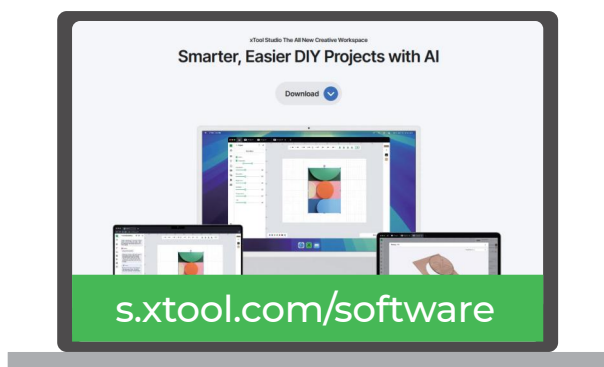 xTool Studio The All New Creative Workspace
Smarter, Easier DIY Projects with AI
Download
s.xtool.com/software